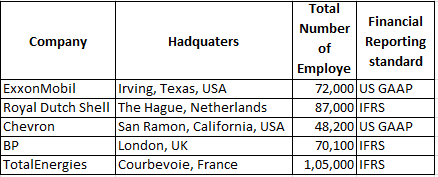 Company Hadquaters Total Number of Employe Financial Reporting standard
ExxonMobil Irving, Texas, USA 72,000 US GAAP
Royal Dutch Shell The Hague, Netherlands 87,000 IFRS
Chevron San Ramon, California, USA 48,200 US GAAP
BP London, UK 70,100 IFRS
TotalEnergies Courbevoie, France 1,05,000 IFRS